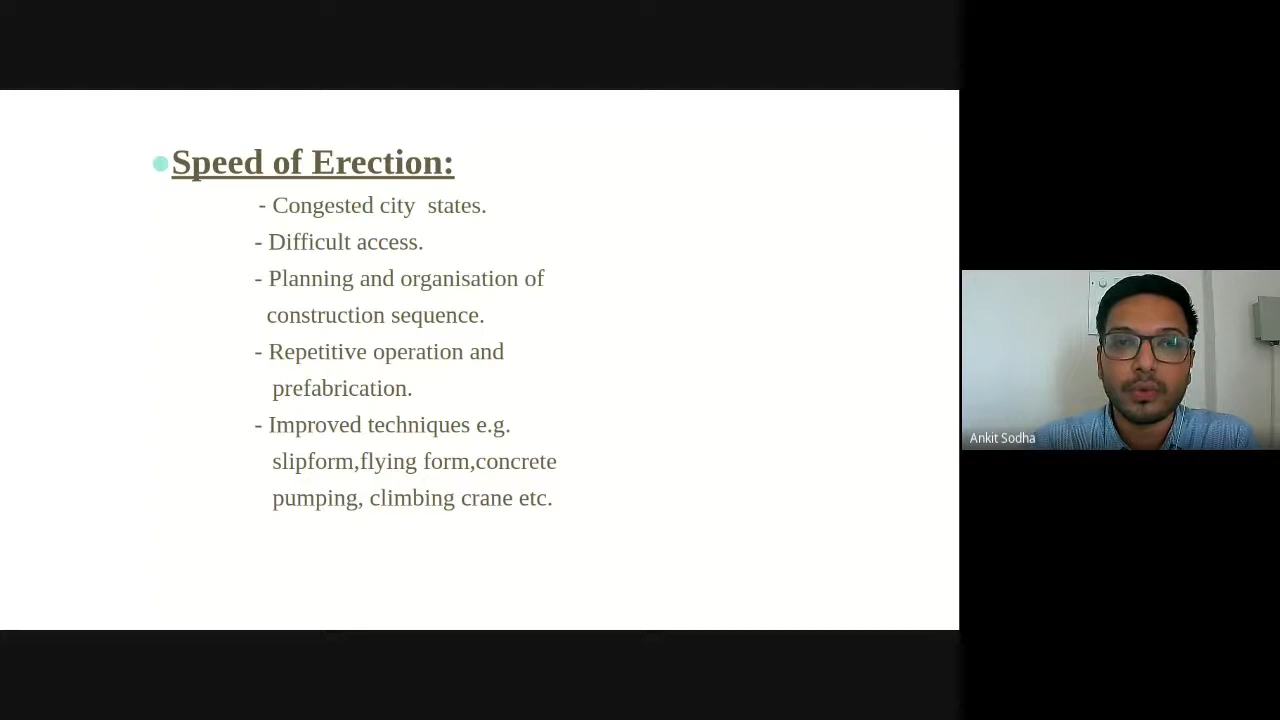 Speed of Erection:
- Congested city  states.
- Difficult access.
- Planning and organisation of
construction sequence.
- Repetitive operation and
prefabrication.
- Improved techniques e.g.
slipform,flying form,concrete
pumping, climbing crane etc.
Ankit Sodha